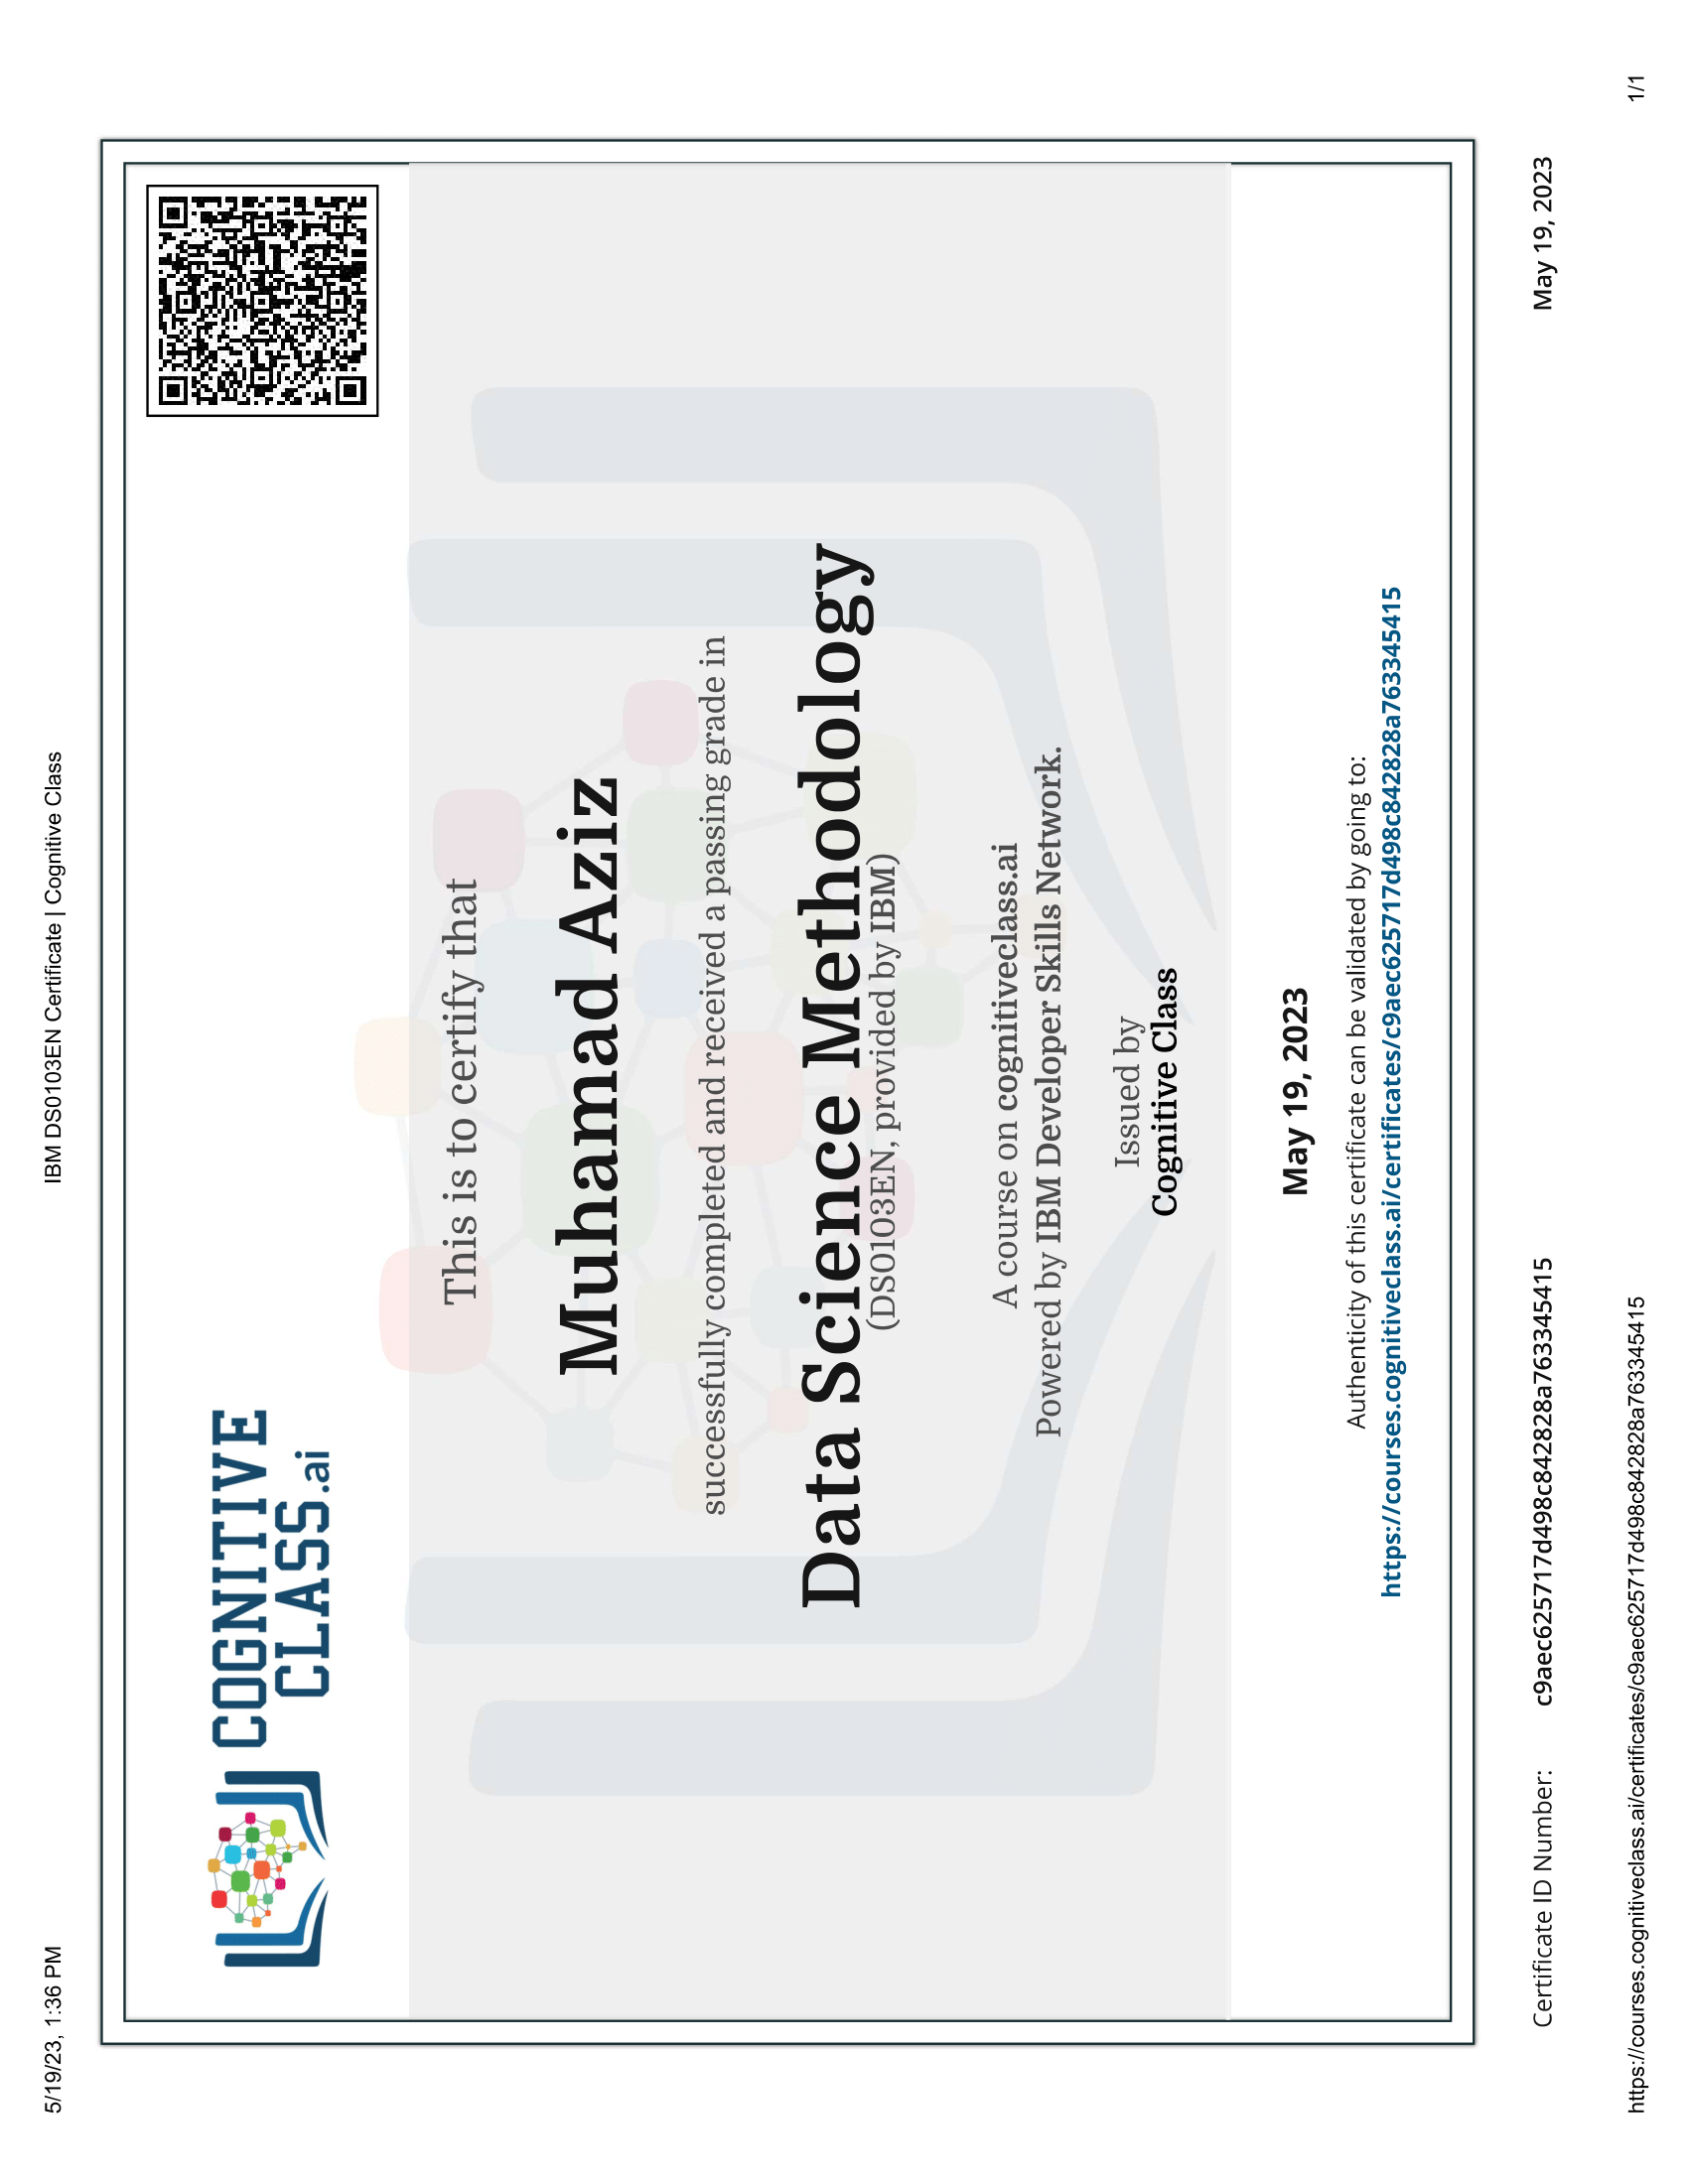 5/19/23, 1:36 PM
IBM DS0103EN Certificate | Cognitive Class
COGNITIVE
CLASS.ai
This is to certify that
Muhamad Aziz
successfully completed and received a passing grade in
Data Science Methodology
(DS0103EN, provided by IBM)
A course on cognitiveclass.ai
Powered by IBM Developer Skills Network.
Issued by
Cognitive Class
May 19, 2023
Authenticity of this certificate can be validated by going to:
https://courses.cognitiveclass.ai/certificates/c9aec625717d498c842828a763345415
Certificate ID Number: c9aec625717d498c842828a763345415 May 19, 2023
https://courses.cognitiveclass.ai/certificates/c9aec625717d498c842828a763345415 1/1